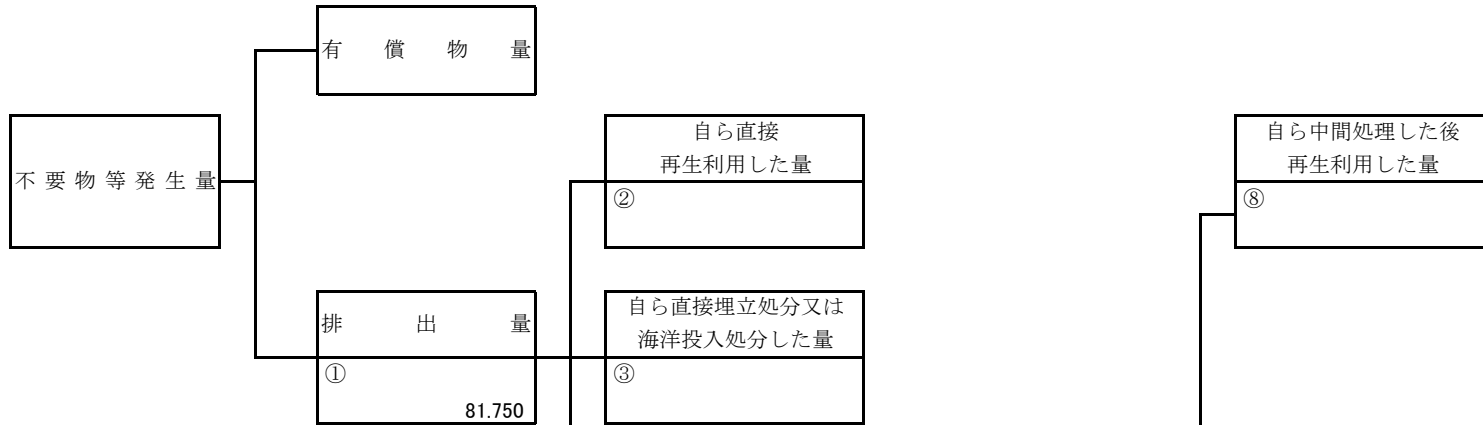 有償物量
自ら直接
再生利用した量
②
自ら中間処理した後
再生利用した量
⑧
不要物等発生量
排出量
①
81.750
自ら直接埋立処分又は
海洋投入処分した量
③